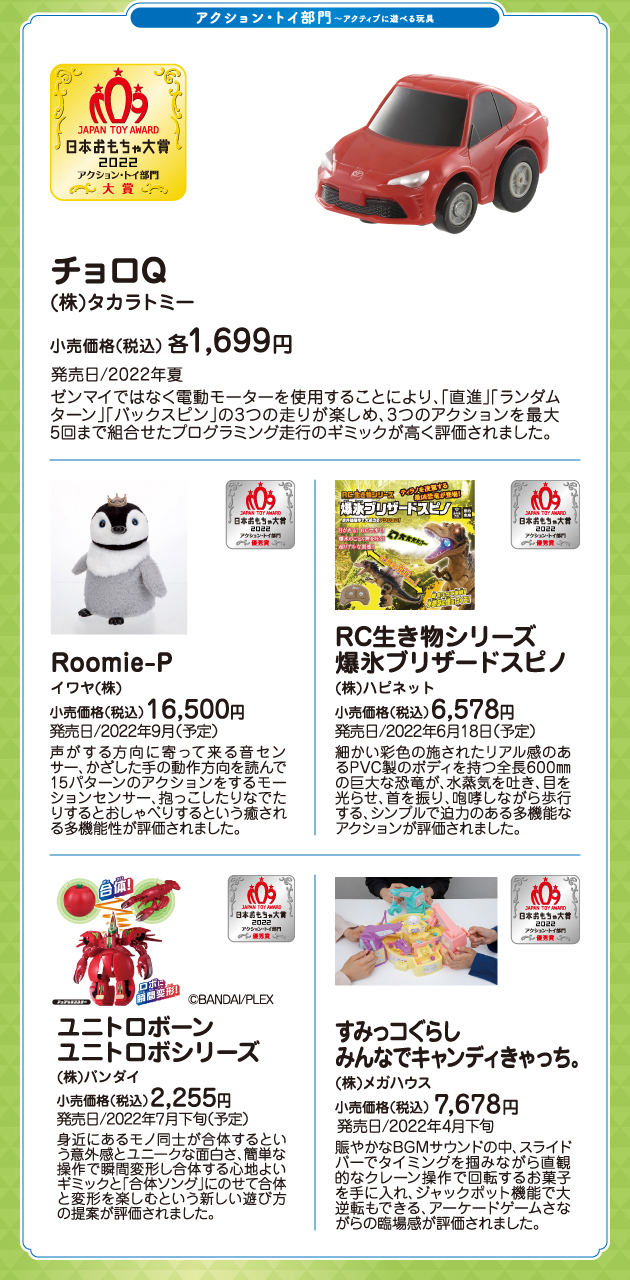 アクション・トイ部門～アクティブに遊べる玩具
JAPAN TOY AWARD
日本おもちゃ大賞
2022
アクション・トイ部門
大賞
チョロQ
(株)タカラトミー
小売価格(税込) 各1,699円
発売日/2022年夏
ゼンマイではなく電動モーターを使用することにより、「直進」「ランダム
ターン」「バックスピン」の3つの走りが楽しめ、3つのアクションを最大
5回まで組合せたプログラミング走行のギミックが高く評価されました。
JAPAN TOY AWARD
日本おもちゃ大賞
2022
アクション・トイ部門
優秀賞
Roomie-P
イワヤ(株)
小売価格(税込)16,500円
発売日/2022年9月(予定)
声がする方向に寄って来る音セン
サー、かざした手の動作方向を読んで
15パターンのアクションをするモー
ションセンサー、抱っこしたりなでた
りするとおしゃべりするという癒され
る多機能性が評価されました。
RC生き物シリーズ
爆氷ブリザードスピノ
JAPAN TOY AWARD
日本おもちゃ大賞
2022
アクション・トイ部門
優秀賞
RC生き物シリーズ
爆氷ブリザードスピノ
(株)ハピネット
小売価格(税込)6,578円
発売日/2022年6月18日(予定)
細かい彩色の施されたリアル感のあ
るPVC製のボディを持つ全長600㎜
の巨大な恐竜が、水蒸気を吐き、目を
光らせ、首を振り、咆哮しながら歩行
する、シンプルで迫力のある多機能な
アクションが評価されました。
合体!
ロボに
瞬間変形!
©BANDAI/PLEX
JAPAN TOY AWARD
日本おもちゃ大賞
2022
アクション・トイ部門
優秀賞
ユニトロボーン
ユニトロボシリーズ
(株)バンダイ
小売価格(税込)2,255円
発売日/2022年7月下旬(予定)
身近にあるモノ同士が合体するとい
う意外感とユニークな面白さ、簡単な
操作で瞬間変形し合体する心地よい
ギミックと「合体ソング」にのせて合体
と変形を楽しむという新しい遊び方
の提案が評価されました。
JAPAN TOY AWARD
日本おもちゃ大賞
2022
アクション・トイ部門
優秀賞
すみっコぐらし
みんなでキャンディきゃっち。
(株)メガハウス
小売価格(税込) 7,678円
発売日/2022年4月下旬
賑やかなBGMサウンドの中、スライド
バーでタイミングを掴みながら直観
的なクレーン操作で回転するお菓子
を手に入れ、ジャックポット機能で大
逆転もできる、アーケードゲームさな
がらの臨場感が評価されました。